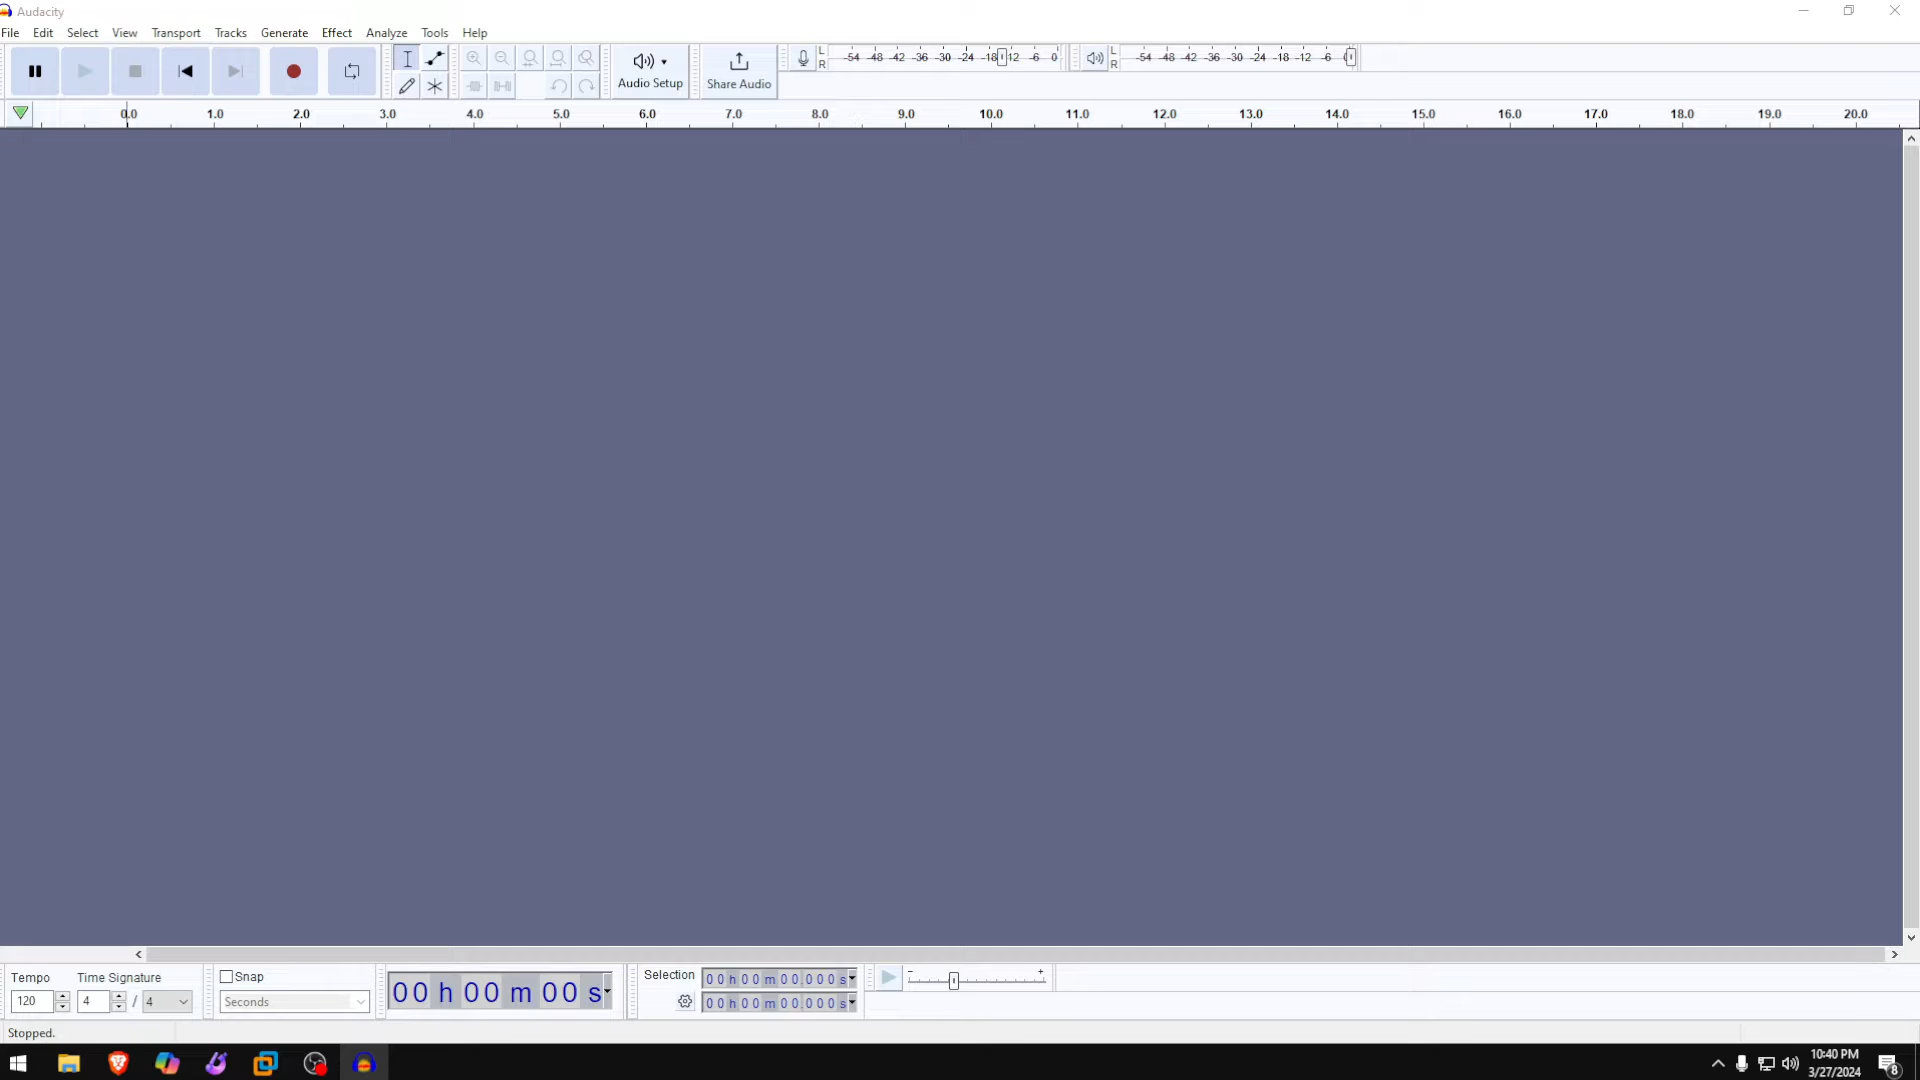 Audacity
File Edit Select View Transport Tracks Generate Effect Analyze Tools Help
L
R
-54 -48 -42 -36 -30 -24 -18 -12 -6 0
L
R
-54 -48 -42 -36 -30 -24 -18 -12 -6 0
Audio Setup
Share Audio
0.0 1.0 2.0 3.0 4.0 5.0 6.0 7.0 8.0 9.0 10.0 11.0 12.0 13.0 14.0 15.0 16.0 17.0 18.0 19.0 20.0
Tempo
120
Time Signature
4 / 4
Snap
Seconds
00 h 00 m 00 s
Selection
00 h 00 m 00.000 s
00 h 00 m 00.000 s
- +
Stopped.
10:40 PM
3/27/2024
8